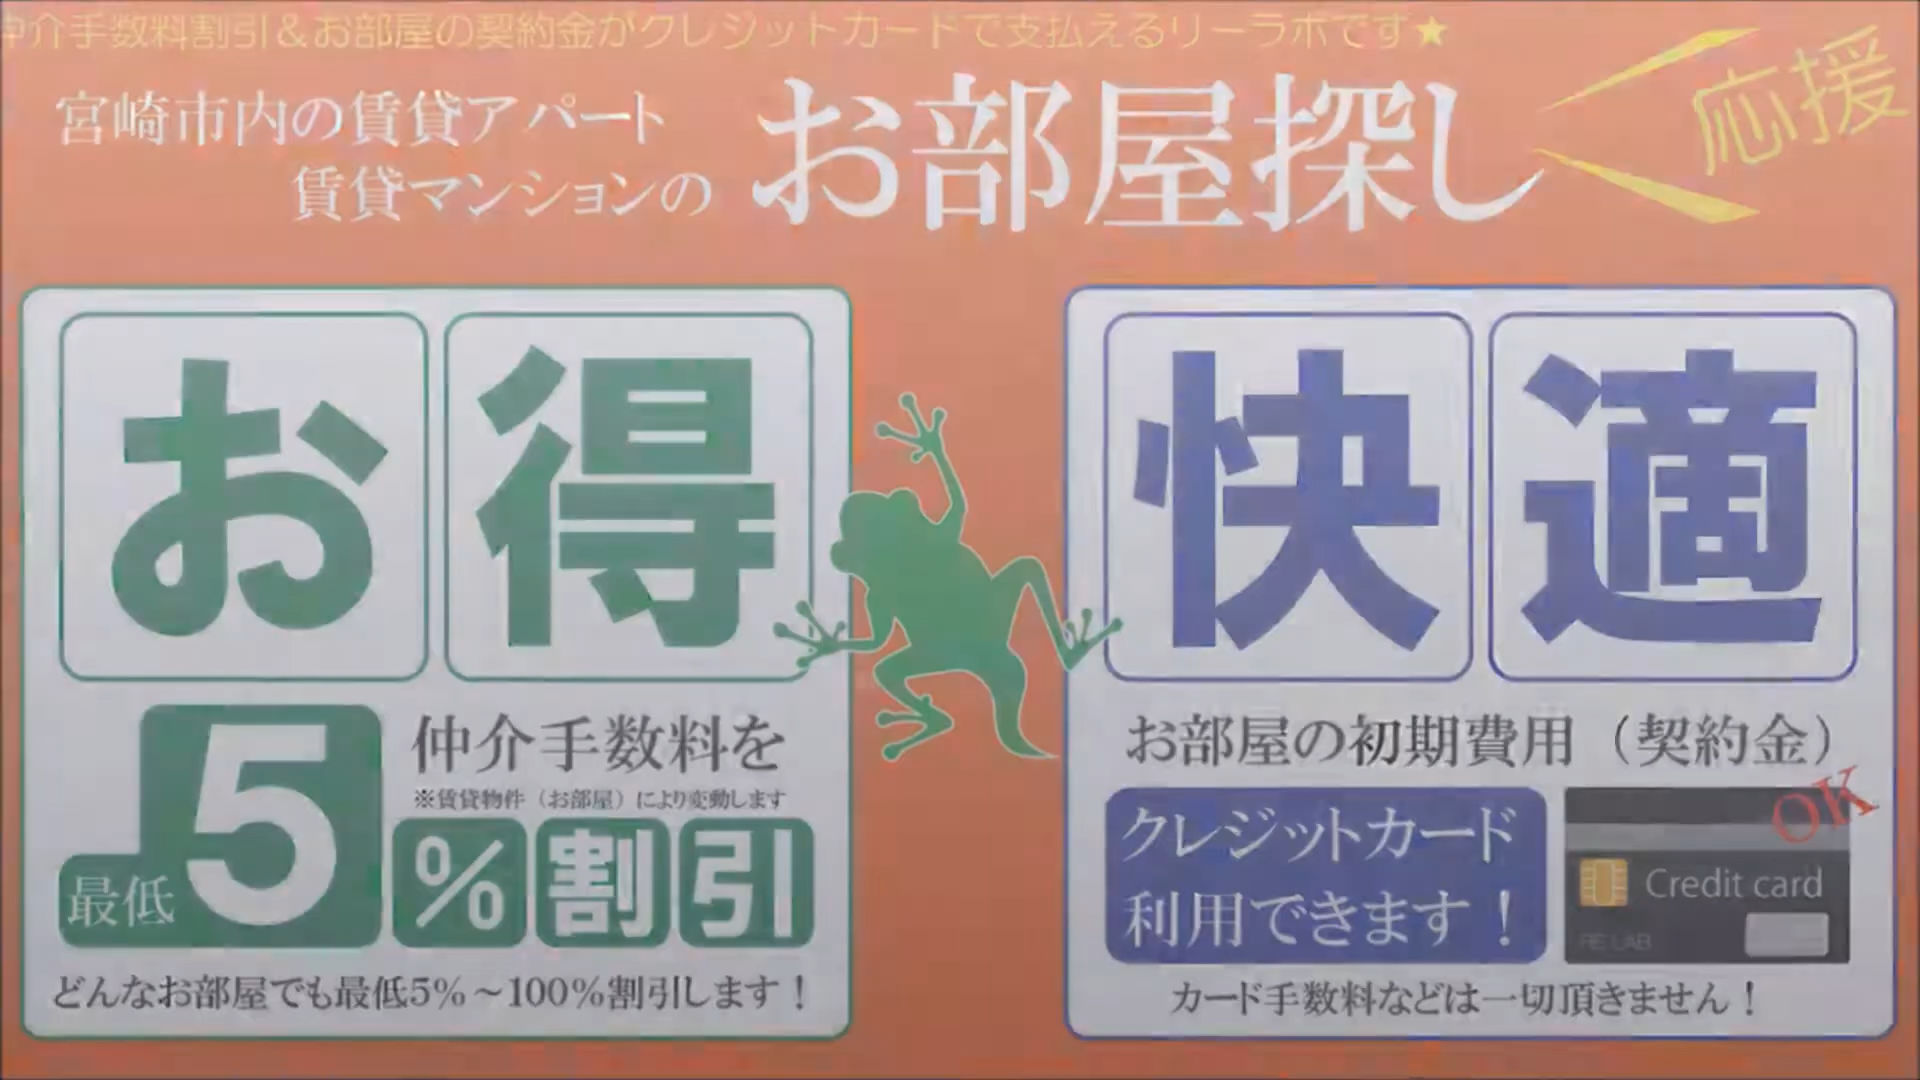 仲介手数料割引&お部屋の契約金がクレジットカードで支払えるリーラボです★
宮崎市内の賃貸アパート
賃貸マンションの
お部屋探し
応援
お得
最低5%割引
仲介手数料を
※賃貸物件（お部屋）により変動します
どんなお部屋でも最低5%～100%割引します！
快適
お部屋の初期費用（契約金）
クレジットカード
利用できます！
OK
Credit card
RE LAB
カード手数料などは一切頂きません！